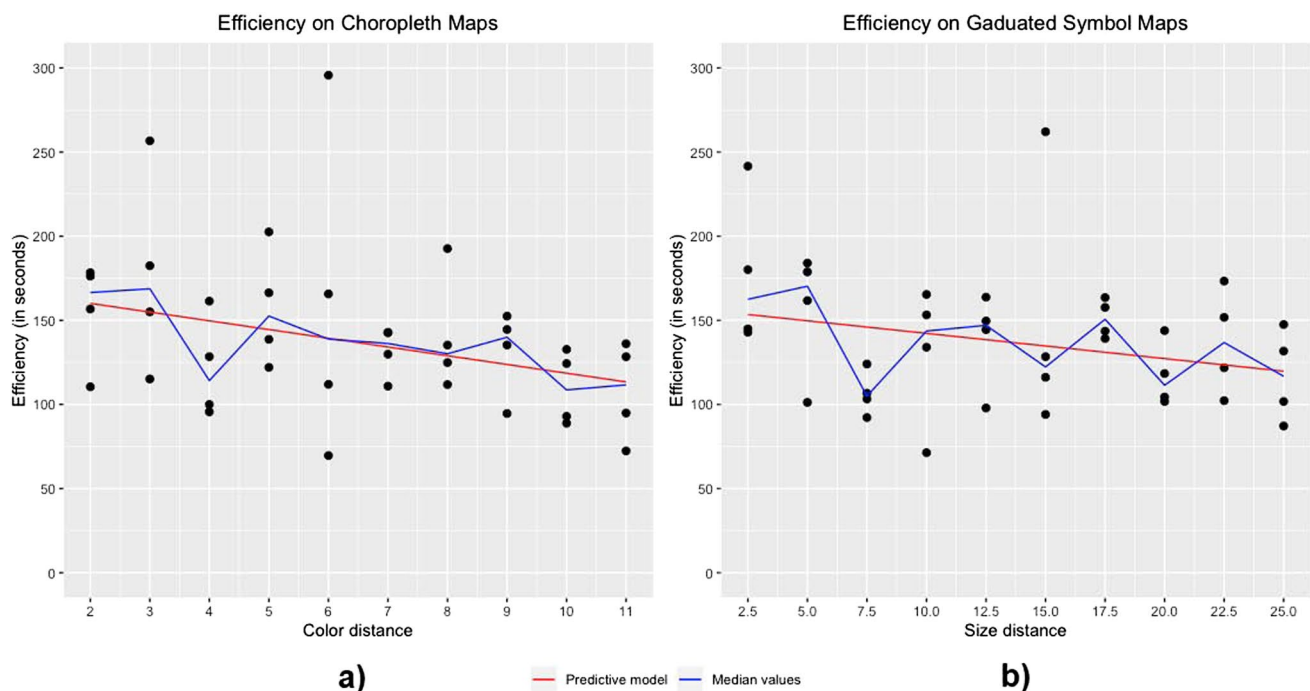 Efficiency on Choropleth Maps
Efficiency (in seconds)
300
250
200
150
100
50
0
2 3 4 5 6 7 8 9 10 11
Color distance
a)
Efficiency on Gaduated Symbol Maps
Efficiency (in seconds)
300
250
200
150
100
50
0
2.5 5.0 7.5 10.0 12.5 15.0 17.5 20.0 22.5 25.0
Size distance
b)
Predictive model Median values